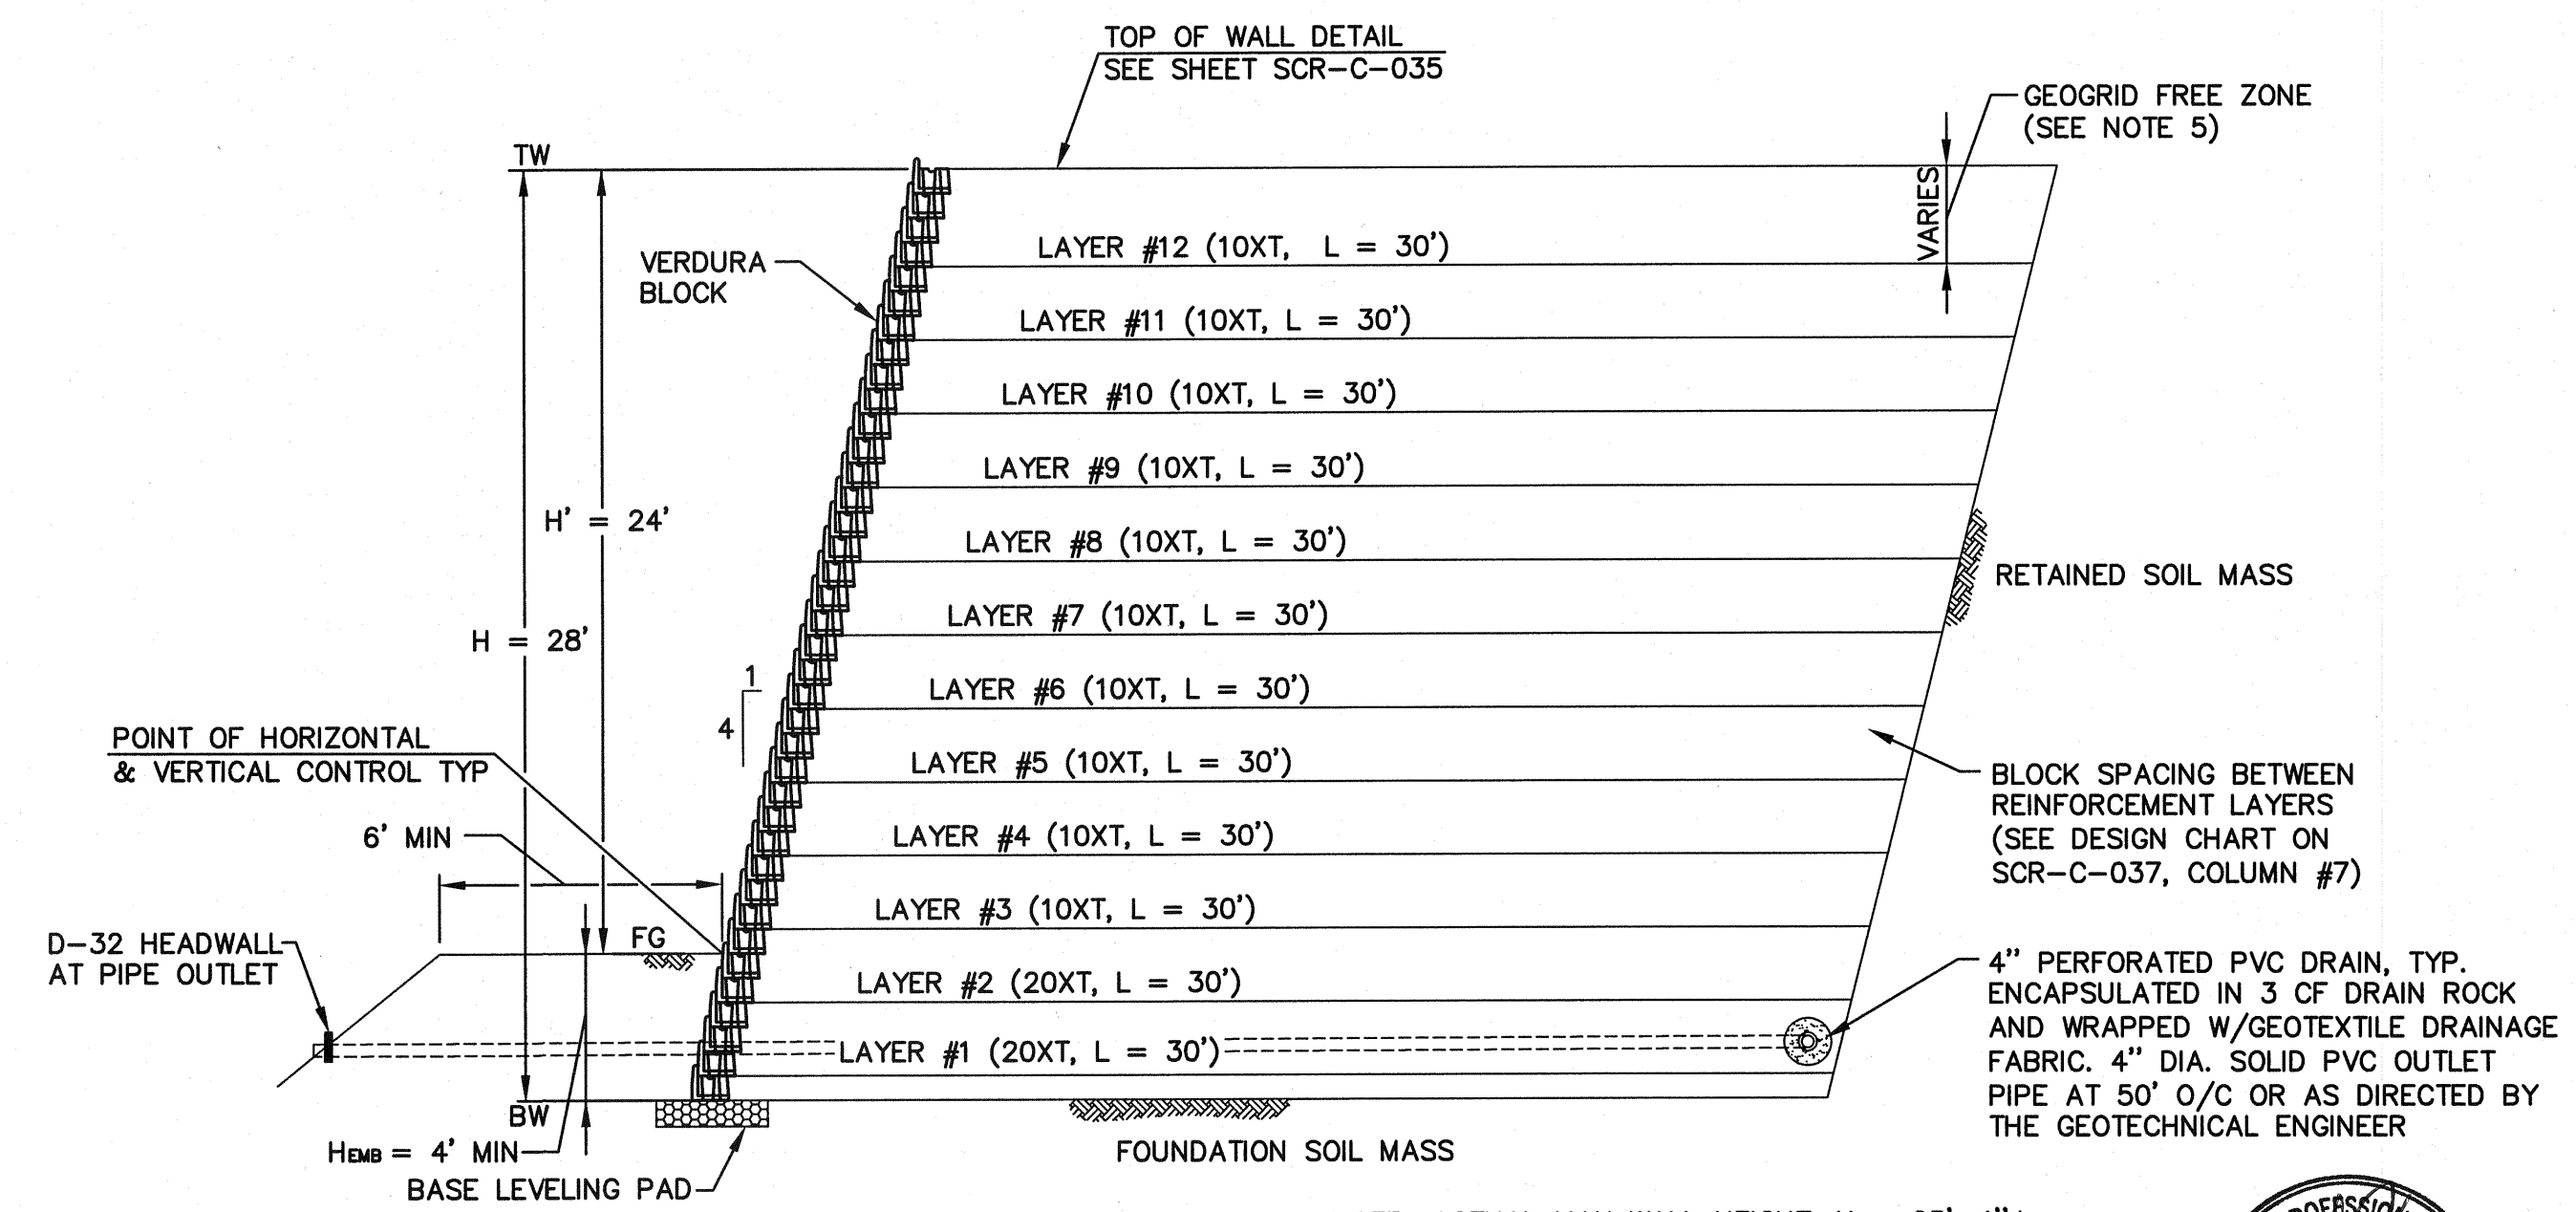 TOP OF WALL DETAIL
SEE SHEET SCR-C-035
GEOGRID FREE ZONE
(SEE NOTE 5)
TW
VARIES
VERDURA
BLOCK
LAYER #12 (10XT, L = 30')
LAYER #11 (10XT, L = 30')
LAYER #10 (10XT, L = 30')
LAYER #9 (10XT, L = 30')
H' = 24'
LAYER #8 (10XT, L = 30')
RETAINED SOIL MASS
LAYER #7 (10XT, L = 30')
H = 28'
1
4
LAYER #6 (10XT, L = 30')
POINT OF HORIZONTAL
& VERTICAL CONTROL TYP
LAYER #5 (10XT, L = 30')
BLOCK SPACING BETWEEN
REINFORCEMENT LAYERS
(SEE DESIGN CHART ON
SCR-C-037, COLUMN #7)
6' MIN
LAYER #4 (10XT, L = 30')
LAYER #3 (10XT, L = 30')
D-32 HEADWALL
AT PIPE OUTLET
FG
LAYER #2 (20XT, L = 30')
4" PERFORATED PVC DRAIN, TYP.
ENCAPSULATED IN 3 CF DRAIN ROCK
AND WRAPPED W/GEOTEXTILE DRAINAGE
FABRIC. 4" DIA. SOLID PVC OUTLET
PIPE AT 50' O/C OR AS DIRECTED BY
THE GEOTECHNICAL ENGINEER
LAYER #1 (20XT, L = 30')
BW
HEMB = 4' MIN
BASE LEVELING PAD
FOUNDATION SOIL MASS